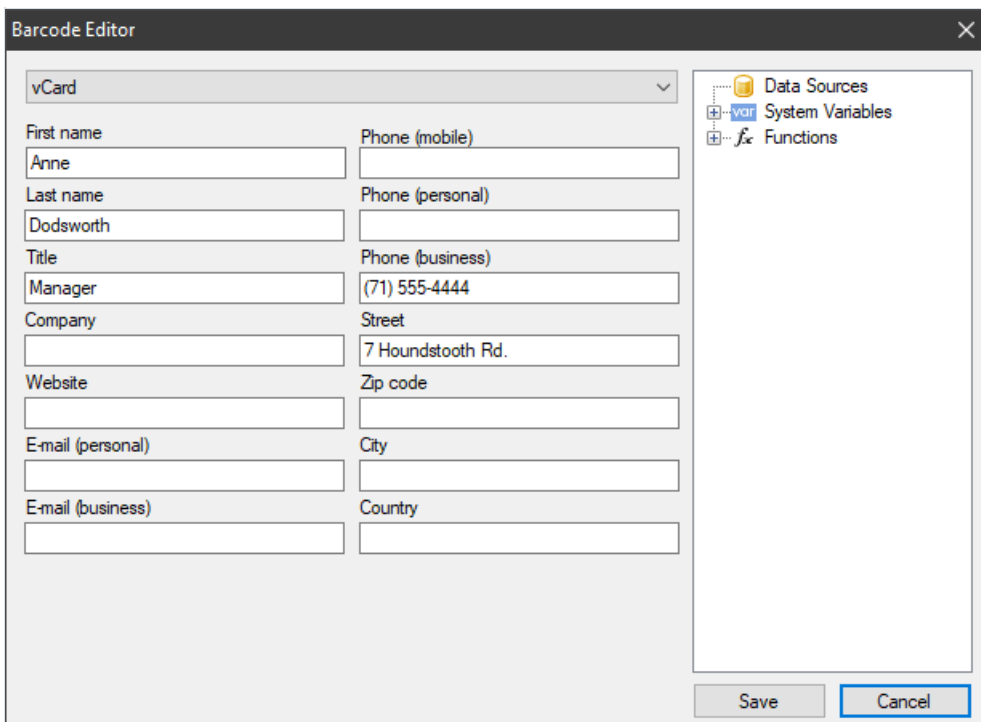 Barcode Editor
vCard
First name
Anne
Last name
Dodsworth
Title
Manager
Company
Website
E-mail (personal)
E-mail (business)
Phone (mobile)
Phone (personal)
Phone (business)
(71) 555-4444
Street
7 Houndstooth Rd.
Zip code
City
Country
Data Sources
var System Variables
fx Functions
Save
Cancel